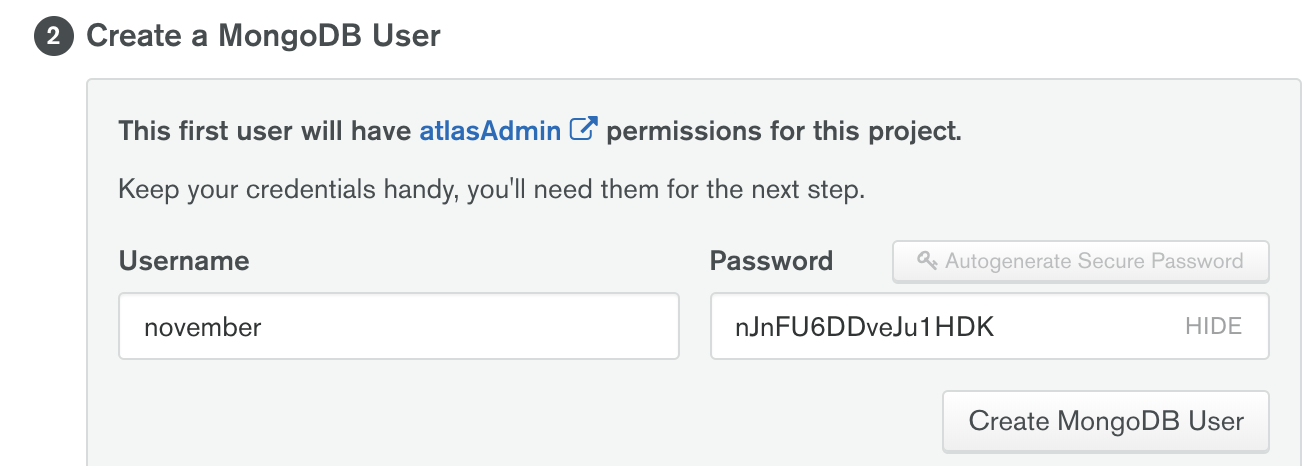 2 Create a MongoDB User
This first user will have atlasAdmin permissions for this project.
Keep your credentials handy, you'll need them for the next step.
Username
Password
Autogenerate Secure Password
november
nJnFU6DDveJu1HDK
HIDE
Create MongoDB User